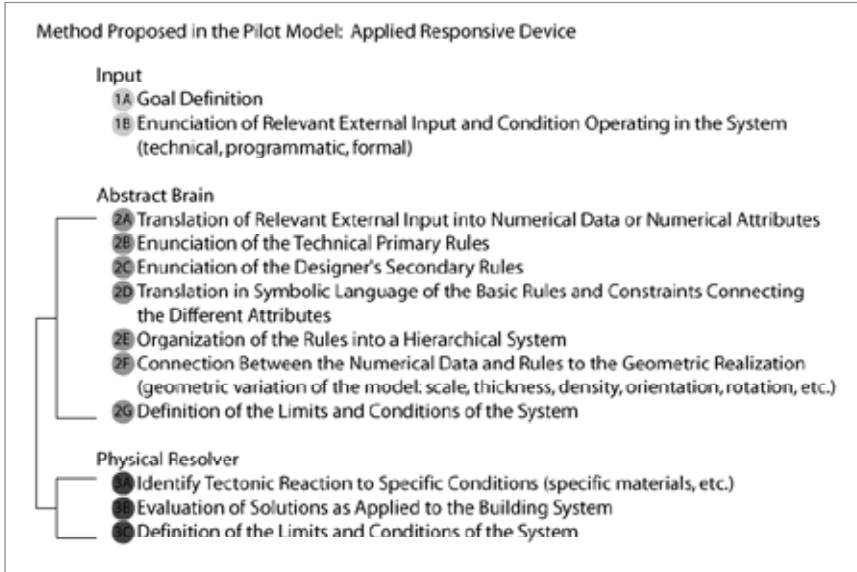 Method Proposed in the Pilot Model: Applied Responsive Device
Input
1A Goal Definition
1B Enunciation of Relevant External Input and Condition Operating in the System
(technical, programmatic, formal)
Abstract Brain
2A Translation of Relevant External Input into Numerical Data or Numerical Attributes
2B Enunciation of the Technical Primary Rules
2C Enunciation of the Designer's Secondary Rules
2D Translation in Symbolic Language of the Basic Rules and Constraints Connecting
the Different Attributes
2E Organization of the Rules into a Hierarchical System
2F Connection Between the Numerical Data and Rules to the Geometric Realization
(geometric variation of the model: scale, thickness, density, orientation, rotation, etc.)
2G Definition of the Limits and Conditions of the System
Physical Resolver
3A Identify Tectonic Reaction to Specific Conditions (specific materials, etc.)
3B Evaluation of Solutions as Applied to the Building System
3C Definition of the Limits and Conditions of the System